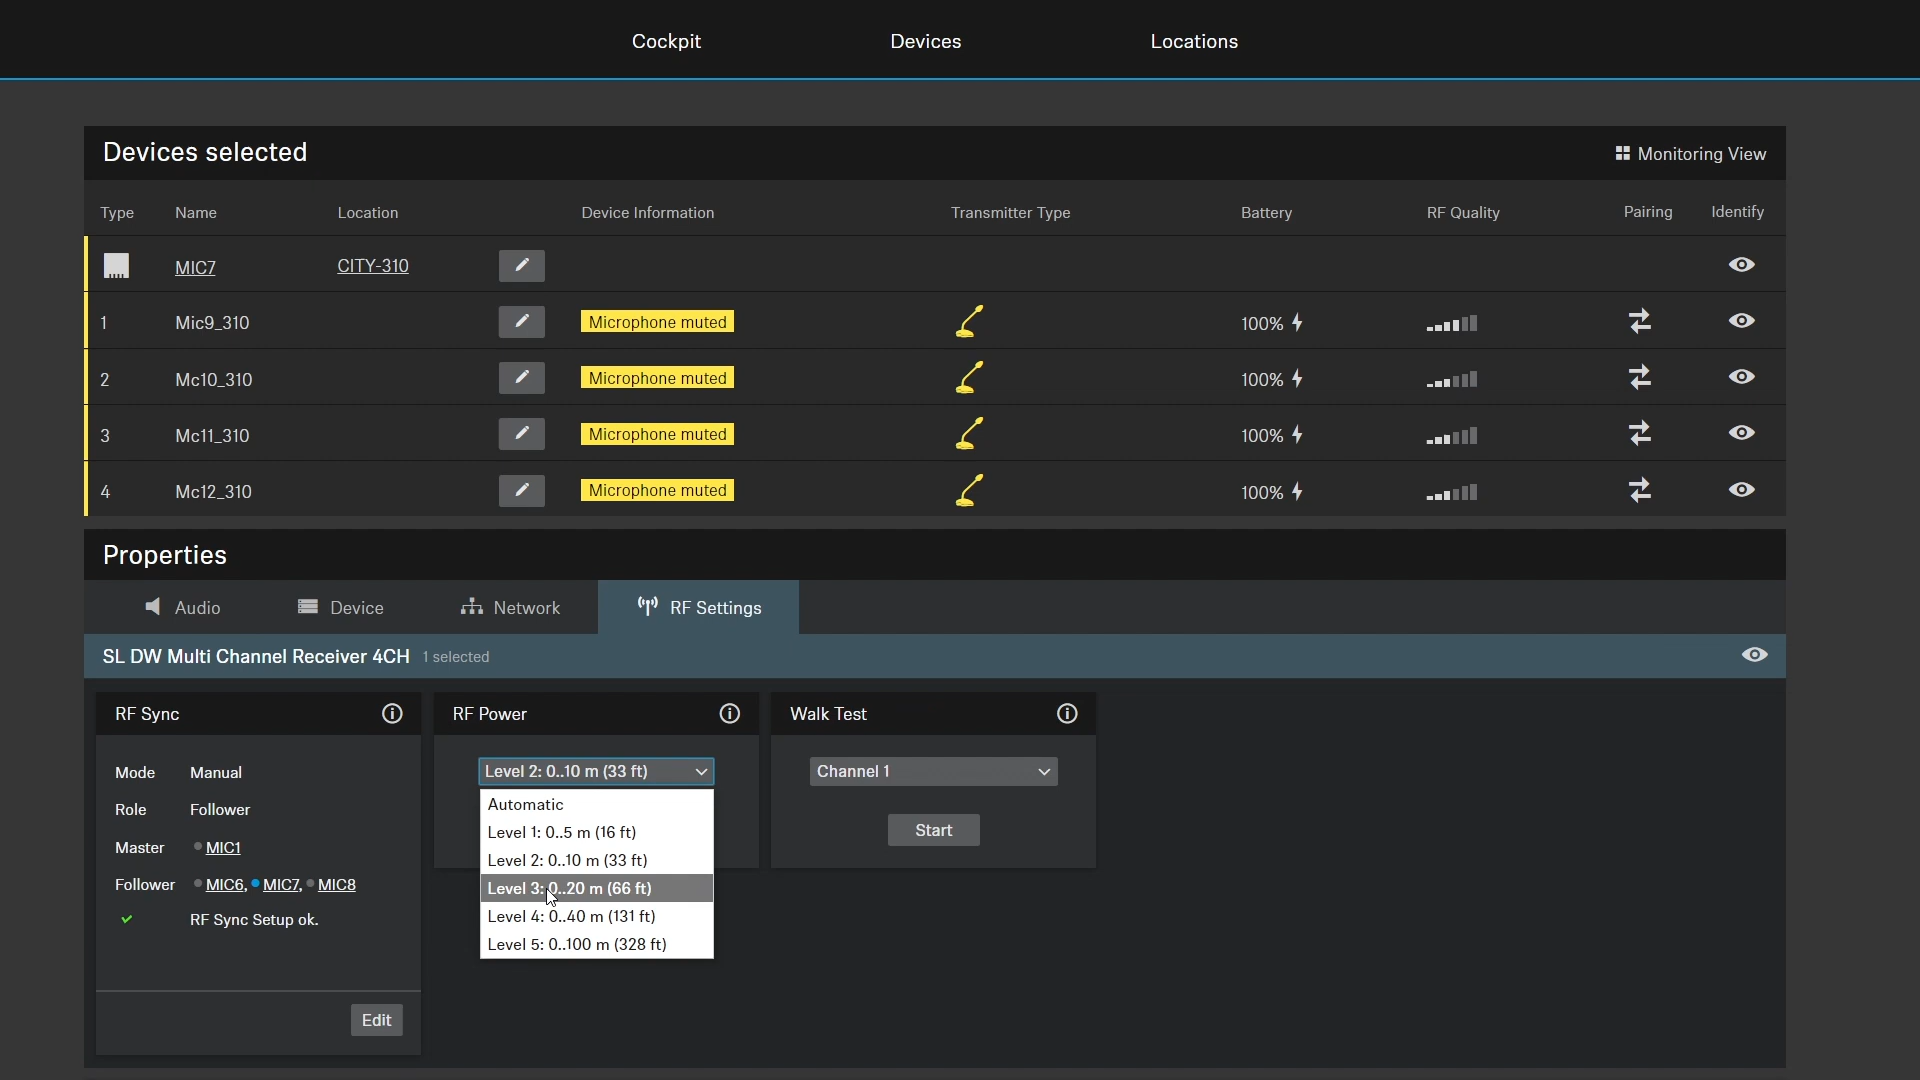 Cockpit Devices Locations
Devices selected Monitoring View
Type Name Location Device Information Transmitter Type Battery RF Quality Pairing Identify
MIC7 CITY-310
1 Mic9_310 Microphone muted 100%
2 Mc10_310 Microphone muted 100%
3 Mc11_310 Microphone muted 100%
4 Mc12_310 Microphone muted 100%
Properties
Audio Device Network RF Settings
SL DW Multi Channel Receiver 4CH 1 selected
RF Sync
Mode Manual
Role Follower
Master MIC1
Follower MIC6, MIC7, MIC8
RF Sync Setup ok.
Edit
RF Power
Level 2: 0..10 m (33 ft)
Automatic
Level 1: 0..5 m (16 ft)
Level 2: 0..10 m (33 ft)
Level 3: 0..20 m (66 ft)
Level 4: 0..40 m (131 ft)
Level 5: 0..100 m (328 ft)
Walk Test
Channel 1
Start